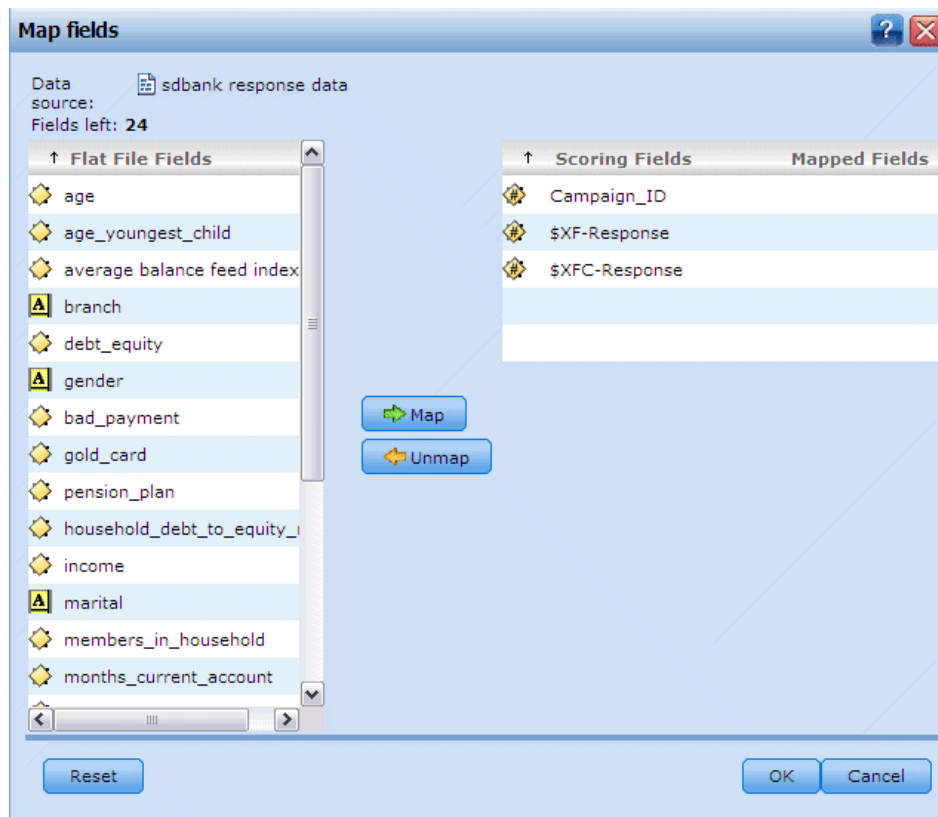 Map fields
?
Data source: sdbank response data
Fields left: 24
↑ Flat File Fields
age
age_youngest_child
average balance feed index
branch
debt_equity
gender
bad_payment
gold_card
pension_plan
household_debt_to_equity_
income
marital
members_in_household
months_current_account
Map
Unmap
↑ Scoring Fields Mapped Fields
Campaign_ID
$XF-Response
$XFC-Response
Reset
OK
Cancel